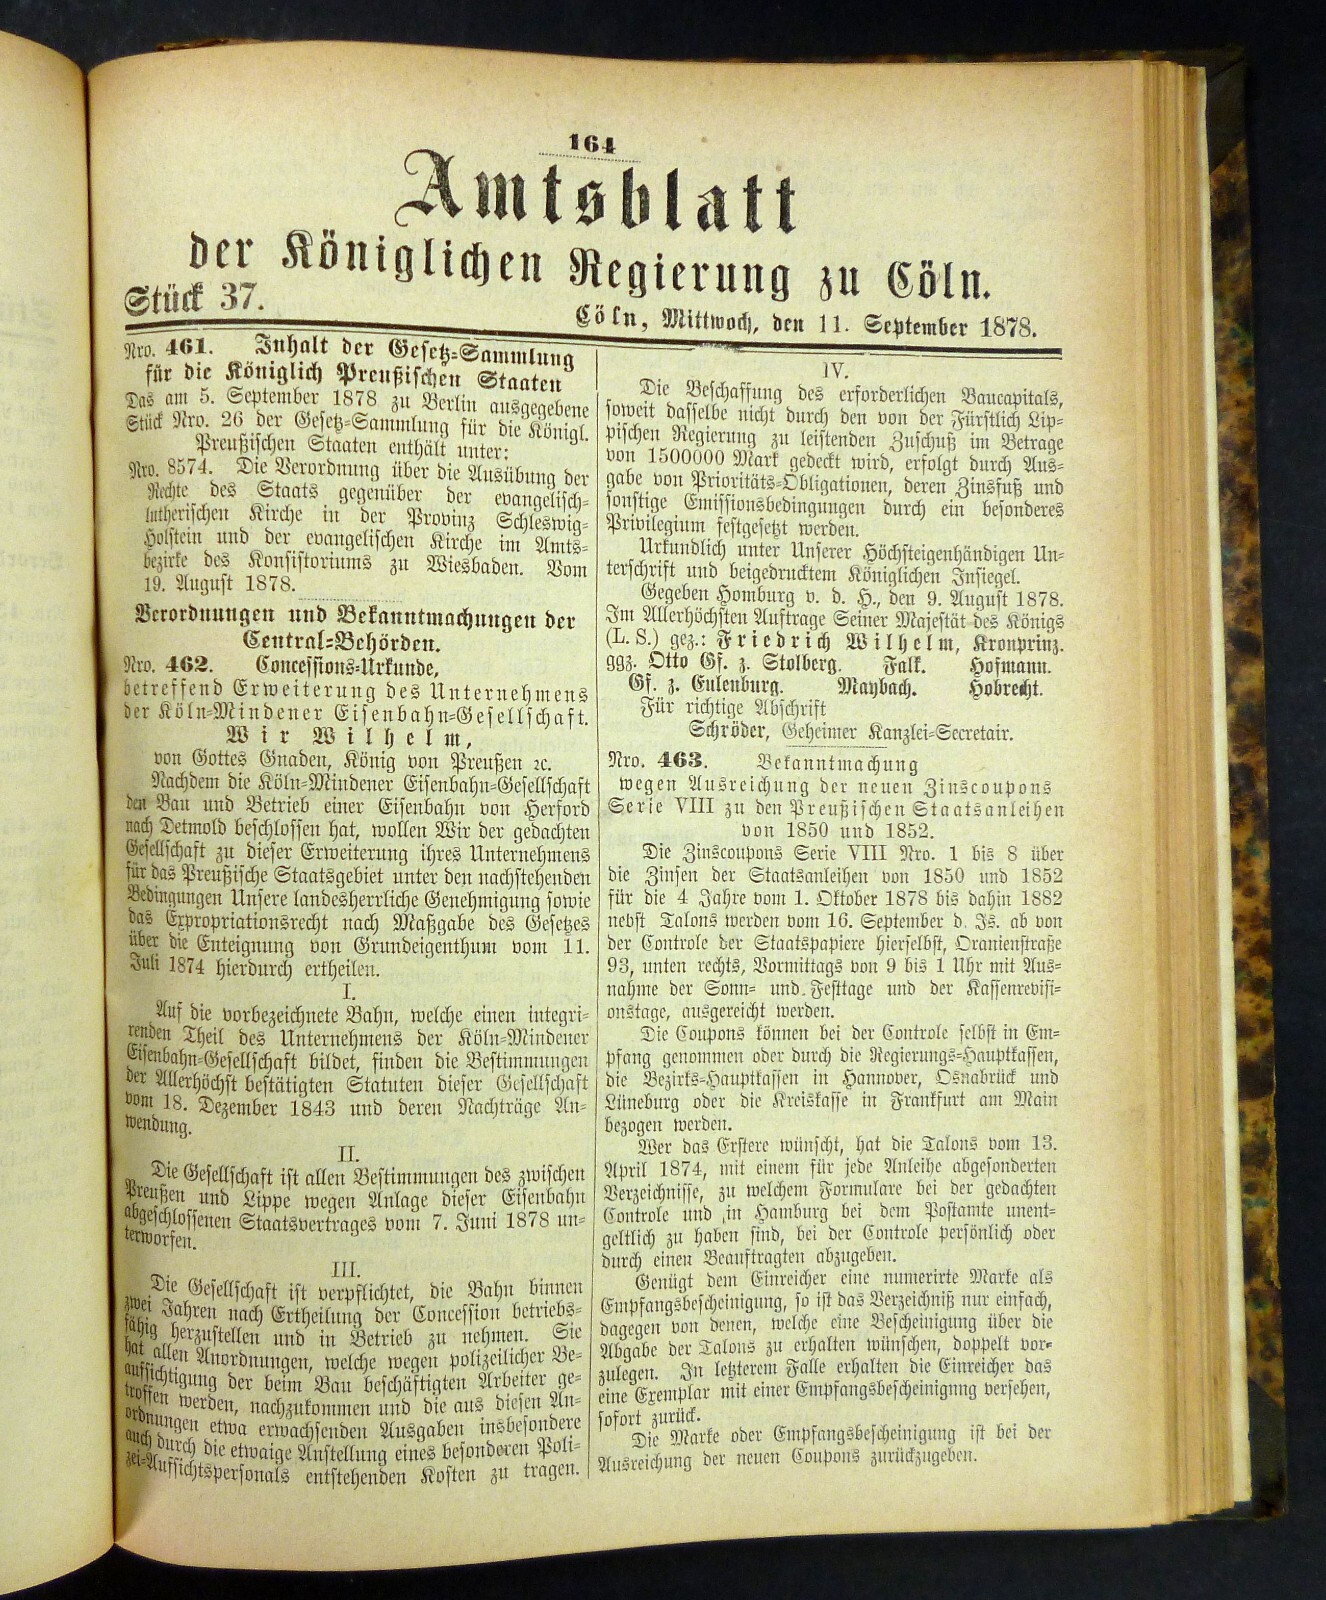 164
Amtsblatt
der Königlichen Regierung zu Cöln.
Stück 37.
Cöln, Mittwoch, den 11. September 1878.
Nro. 461. Inhalt der Gesetz=Sammlung
für die Königlich Preußischen Staaten
Das am 5. September 1878 zu Berlin ausgegebene
Stück Nro. 26 der Gesetz=Sammlung für die Königl.
Preußischen Staaten enthält unter:
Nro. 8574. Die Verordnung über die Ausübung der
Rechte des Staats gegenüber der evangelisch=
lutherischen Kirche in der Provinz Schleswig=
Holstein und der evangelischen Kirche im Amts=
bezirke des Konsistoriums zu Wiesbaden. Vom
19. August 1878.
Verordnungen und Bekanntmachungen der
Central=Behörden.
Nro. 462. Concessions=Urkunde,
betreffend Erweiterung des Unternehmens
der Köln=Mindener Eisenbahn=Gesellschaft.
Wir Wilhelm,
von Gottes Gnaden, König von Preußen ꝛc.
Nachdem die Köln=Mindener Eisenbahn=Gesellschaft
den Bau und Betrieb einer Eisenbahn von Herford
nach Detmold beschlossen hat, wollen Wir der gedachten
Gesellschaft zu dieser Erweiterung ihres Unternehmens
für das Preußische Staatsgebiet unter den nachstehenden
Bedingungen Unsere landesherrliche Genehmigung sowie
das Expropriationsrecht nach Maßgabe des Gesetzes
über die Enteignung von Grundeigenthum vom 11.
Juli 1874 hierdurch ertheilen.
I.
Auf die vorbezeichnete Bahn, welche einen integri=
renden Theil des Unternehmens der Köln=Mindener
Eisenbahn=Gesellschaft bildet, finden die Bestimmungen
der Allerhöchst bestätigten Statuten dieser Gesellschaft
vom 18. Dezember 1843 und deren Nachträge An=
wendung.
II.
Die Gesellschaft ist allen Bestimmungen des zwischen
Preußen und Lippe wegen Anlage dieser Eisenbahn
abgeschlossenen Staatsvertrages vom 7. Juni 1878 un=
terworfen.
III.
Die Gesellschaft ist verpflichtet, die Bahn binnen
zwei Jahren nach Ertheilung der Concession betriebs=
fähig herzustellen und in Betrieb zu nehmen. Sie
hat allen Anordnungen, welche wegen polizeilicher Be=
aufsichtigung der beim Bau beschäftigten Arbeiter ge=
troffen werden, nachzukommen und die aus diesen An=
ordnungen etwa erwachsenden Ausgaben insbesondere
auch durch die etwaige Anstellung eines besonderen Poli=
zei=Aufsichtspersonals entstehenden Kosten zu tragen.
IV.
Die Beschaffung des erforderlichen Baucapitals,
soweit dasselbe nicht durch den von der Fürstlich Lip=
pischen Regierung zu leistenden Zuschuß im Betrage
von 1500000 Mark gedeckt wird, erfolgt durch Aus=
gabe von Prioritäts=Obligationen, deren Zinsfuß und
sonstige Emissionsbedingungen durch ein besonderes
Privilegium festgesetzt werden.
Urkundlich unter Unserer Höchsteigenhändigen Un=
terschrift und beigedrucktem Königlichen Insiegel.
Gegeben Homburg v. d. H., den 9. August 1878.
Im Allerhöchsten Auftrage Seiner Majestät des Königs
(L. S.) gez.: Friedrich Wilhelm, Kronprinz.
ggz. Otto Gf. z. Stolberg. Falk. Hofmann.
Gf. z. Eulenburg. Maybach. Hobrecht.
Für richtige Abschrift
Schröder, Geheimer Kanzlei=Secretair.
Nro. 463. Bekanntmachung
wegen Ausreichung der neuen Zinscoupons
Serie VIII zu den Preußischen Staatsanleihen
von 1850 und 1852.
Die Zinscoupons Serie VIII Nro. 1 bis 8 über
die Zinsen der Staatsanleihen von 1850 und 1852
für die 4 Jahre vom 1. Oktober 1878 bis dahin 1882
nebst Talons werden vom 16. September d. Js. ab von
der Controle der Staatspapiere hierselbst, Oranienstraße
93, unten rechts, Vormittags von 9 bis 1 Uhr mit Aus=
nahme der Sonn= und Festtage und der Kassenrevisi=
onstage, ausgereicht werden.
Die Coupons können bei der Controle selbst in Em=
pfang genommen oder durch die Regierungs=Hauptkassen,
die Bezirks=Hauptkassen in Hannover, Osnabrück und
Lüneburg oder die Kreiskasse in Frankfurt am Main
bezogen werden.
Wer das Erstere wünscht, hat die Talons vom 13.
April 1874, mit einem für jede Anleihe abgesonderten
Verzeichnisse, zu welchem Formulare bei der gedachten
Controle und in Hamburg bei dem Postamte unent=
geltlich zu haben sind, bei der Controle persönlich oder
durch einen Beauftragten abzugeben.
Genügt dem Einreicher eine numerirte Marke als
Empfangsbescheinigung, so ist das Verzeichniß nur einfach,
dagegen von denen, welche eine Bescheinigung über die
Abgabe der Talons zu erhalten wünschen, doppelt vor=
zulegen. In letzterem Falle erhalten die Einreicher das
eine Exemplar mit einer Empfangsbescheinigung versehen,
sofort zurück.
Die Marke oder Empfangsbescheinigung ist bei der
Ausreichung der neuen Coupons zurückzugeben.